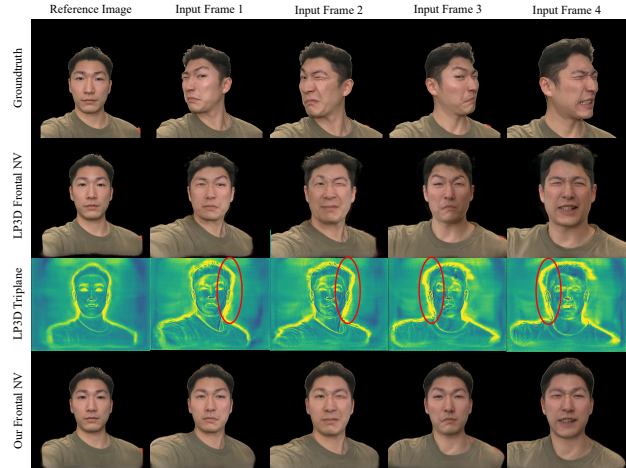 Reference Image Input Frame 1 Input Frame 2 Input Frame 3 Input Frame 4
Groundtruth
LP3D Frontal NV
LP3D Triplane
Our Frontal NV